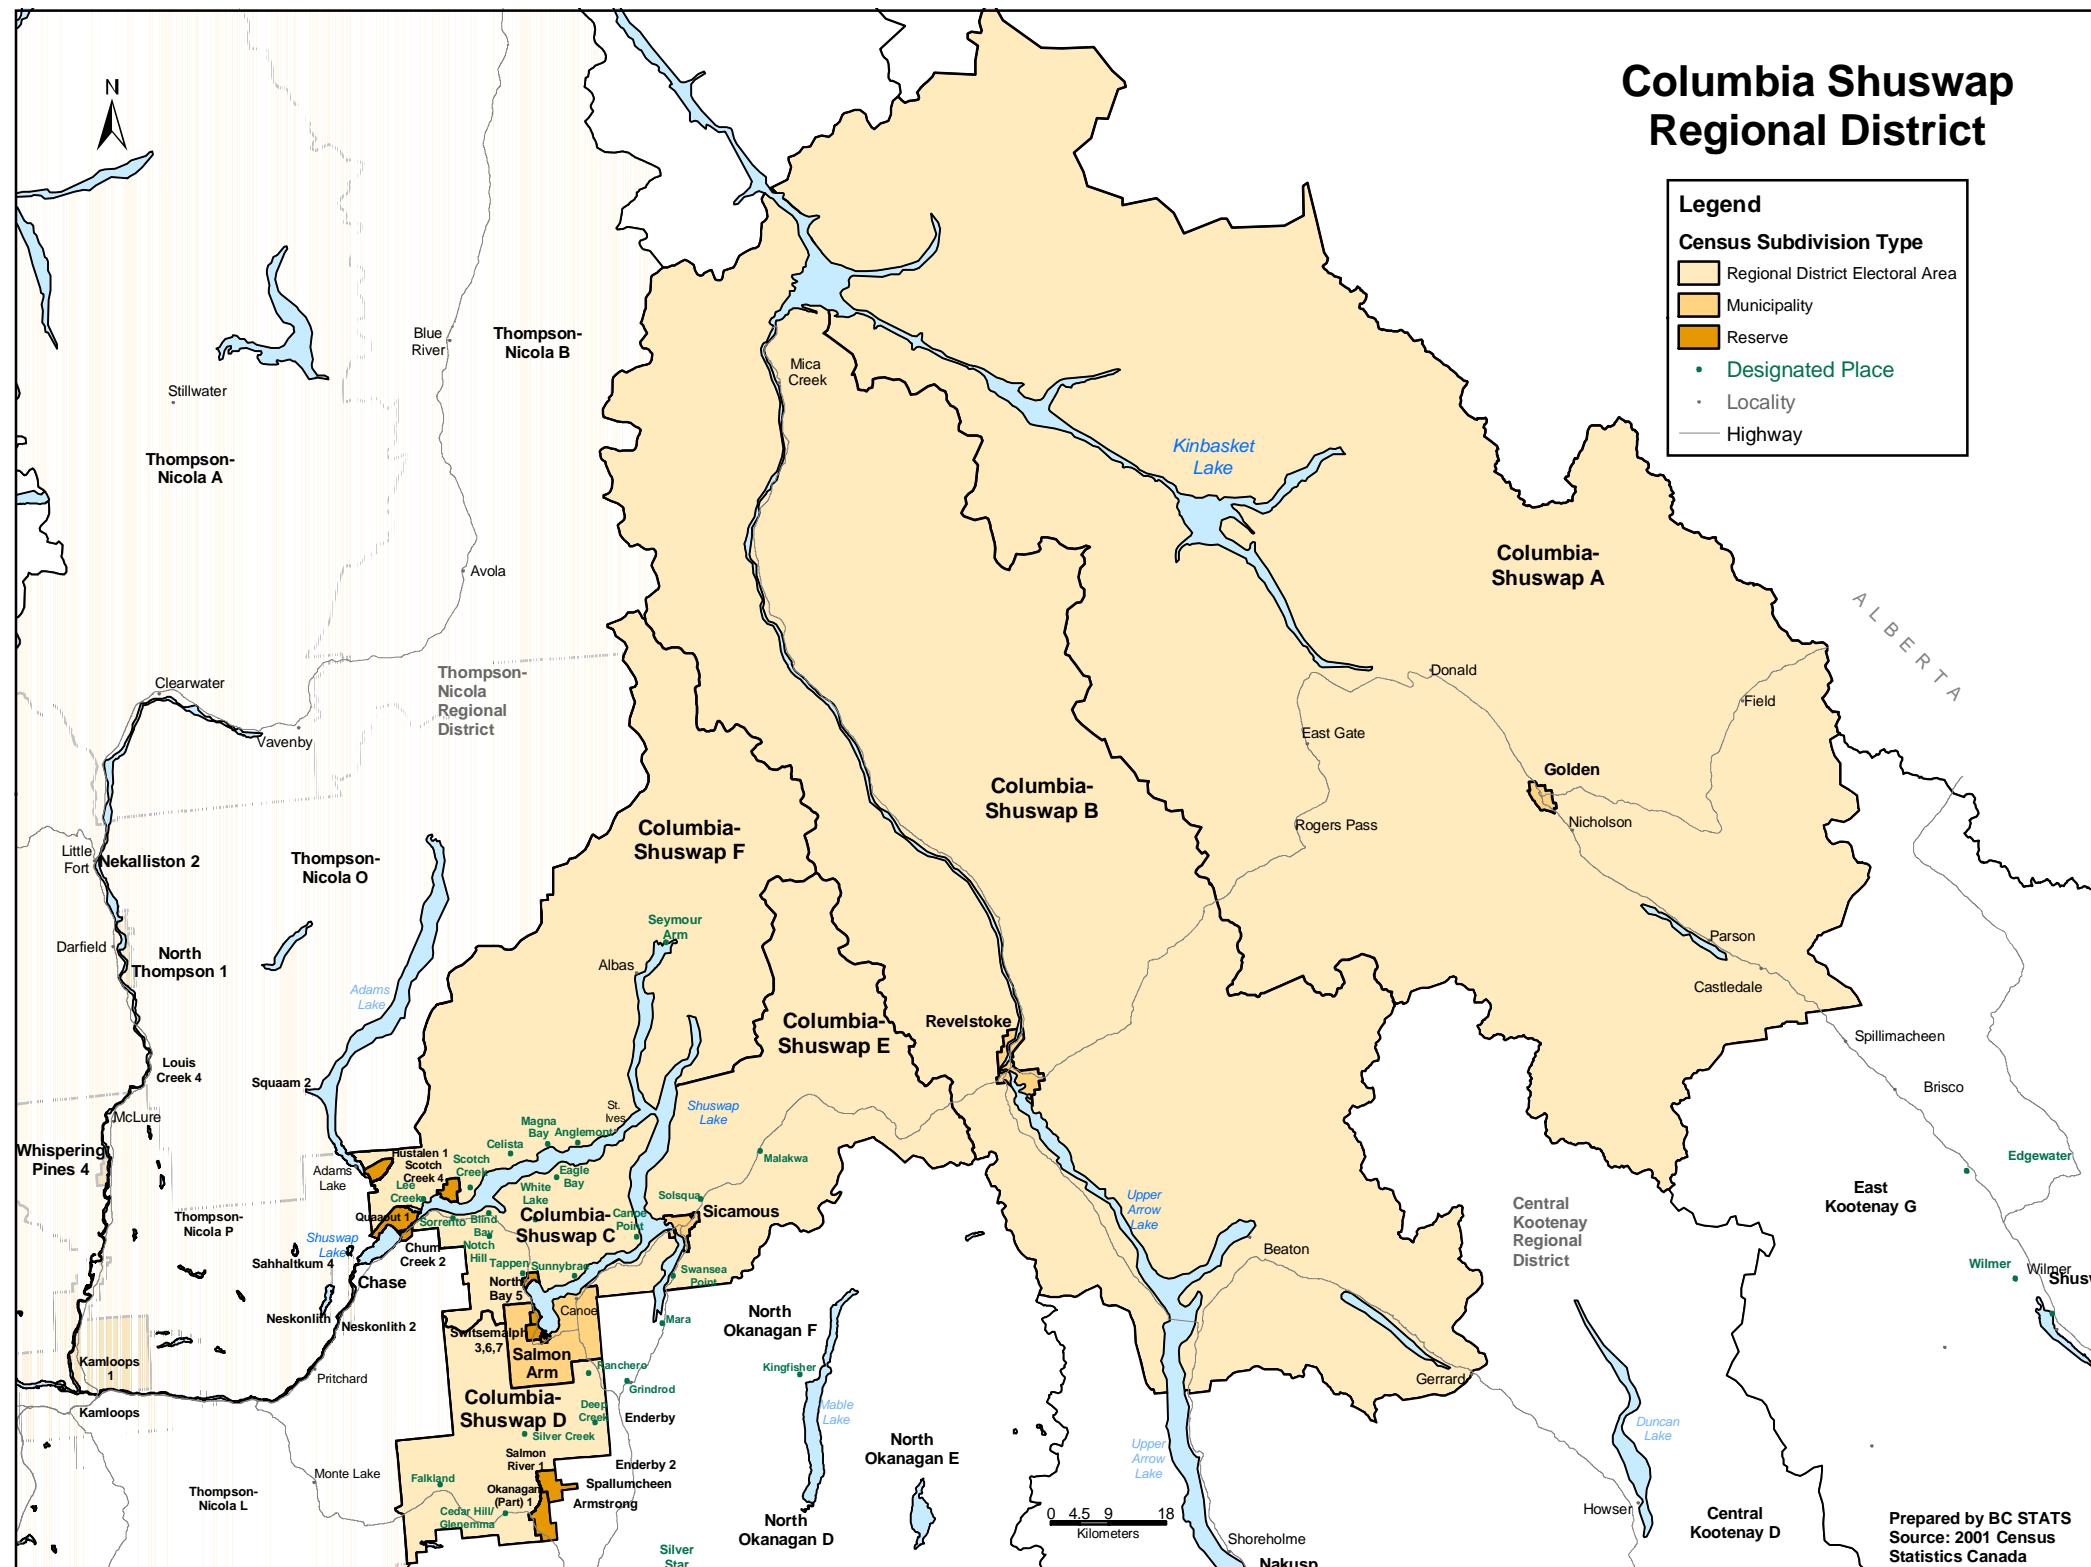 Columbia Shuswap
Regional District
N
Legend
Census Subdivision Type
Regional District Electoral Area
Municipality
Reserve
Designated Place
Locality
Highway
Blue
River
Thompson-
Nicola B
Mica
Creek
Stillwater
Thompson-
Nicola A
Kinbasket
Lake
Columbia-
Shuswap A
Avola
ALBERTA
Clearwater
Thompson-
Nicola
Regional
District
Vavenby
Donald
Field
East Gate
Golden
Nicholson
Rogers Pass
Columbia-
Shuswap B
Columbia-
Shuswap F
Little
Fort
Nekalliston 2
Thompson-
Nicola O
Darfield
North
Thompson 1
Adams
Lake
Seymour
Arm
Albas
Parson
Castledale
Columbia-
Shuswap E
Revelstoke
Spillimacheen
Brisco
Louis
Creek 4
Squaam 2
McLure
Whispering
Pines 4
St.
Ives
Shuswap
Lake
Magna
Bay
Anglemont
Celista
Malakwa
Hustalen 1
Scotch
Creek 4
Scotch
Creek
Adams
Lake
Lee
Creek
Eagle
Bay
White
Lake
Solsqua
Sicamous
Quaaout 1
Sorrento
Blind
Bay
Columbia-
Shuswap C
Canoe
Point
Notch
Hill
Thompson-
Nicola P
Shuswap
Lake
Chum
Creek 2
Sahhaltkum 4
Chase
Tappen
Sunnybrae
Swansea
Point
North
Bay 5
Canoe
Neskonlith
Neskonlith 2
Switsemalph
3,6,7
Mara
Salmon
Arm
Upper
Arrow
Lake
Beaton
Central
Kootenay
Regional
District
East
Kootenay G
Edgewater
Wilmer
Wilmer
Shusw
North
Okanagan F
Kamloops
1
Pritchard
Kamloops
Ranchero
Grindrod
Kingfisher
Columbia-
Shuswap D
Deep
Creek
Enderby
Silver Creek
Mable
Lake
Gerrard
Duncan
Lake
Salmon
River 1
Enderby 2
North
Okanagan E
Upper
Arrow
Lake
Monte Lake
Falkland
Okanagan
(Part) 1
Spallumcheen
Armstrong
Thompson-
Nicola L
Cedar Hill/
Glenemma
North
Okanagan D
0 4.5 9 18
Kilometers
Howser
Central
Kootenay D
Shoreholme
Nakusp
Silver
Star
Prepared by BC STATS
Source: 2001 Census
Statistics Canada